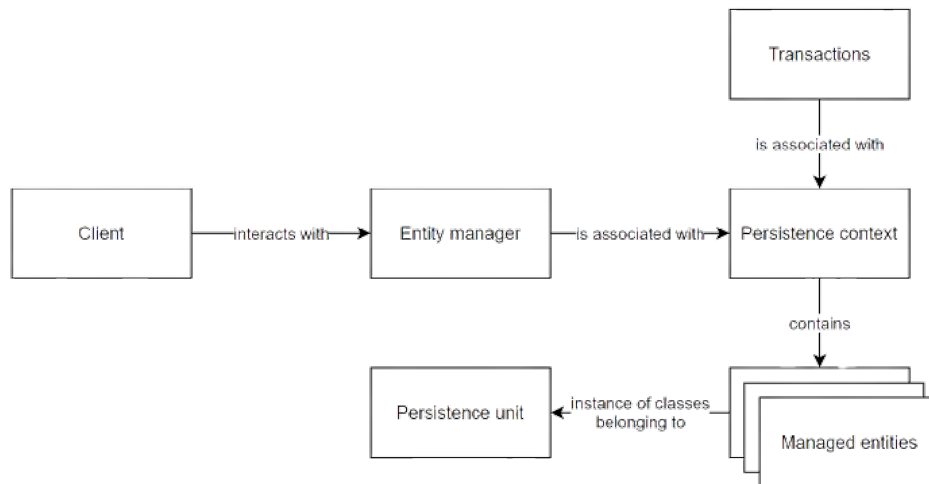 Transactions
is associated with
Client
interacts with
Entity manager
is associated with
Persistence context
contains
Persistence unit
instance of classes
belonging to
Managed entities